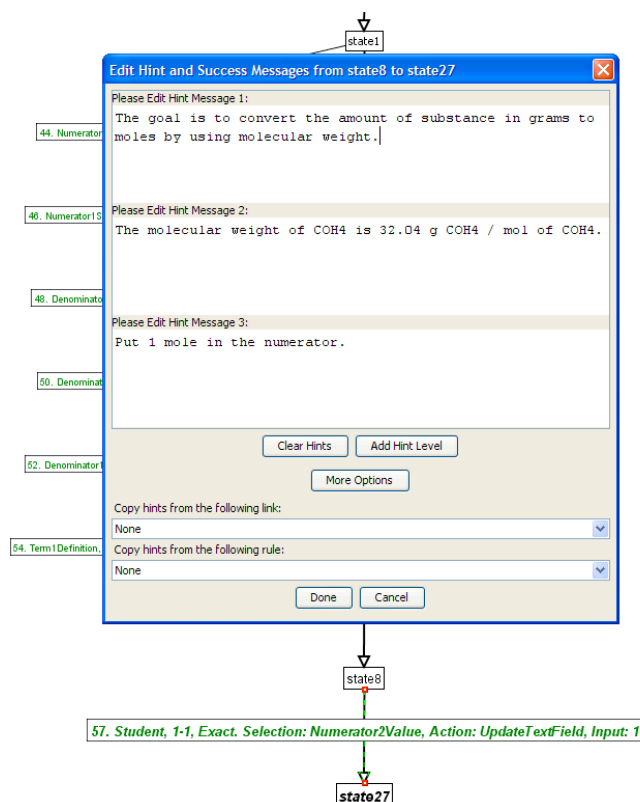 state1
Edit Hint and Success Messages from state8 to state27
Please Edit Hint Message 1:
The goal is to convert the amount of substance in grams to
moles by using molecular weight.
44. Numerator
Please Edit Hint Message 2:
46. Numerator1S
The molecular weight of COH4 is 32.04 g COH4 / mol of COH4.
48. Denominato
Please Edit Hint Message 3:
Put 1 mole in the numerator.
50. Denominat
Clear Hints Add Hint Level
52. Denominator1
More Options
Copy hints from the following link:
None
54. Term1Definition,
Copy hints from the following rule:
None
Done Cancel
state8
57. Student, 1-1, Exact. Selection: Numerator2Value, Action: UpdateTextField, Input: 1
state27